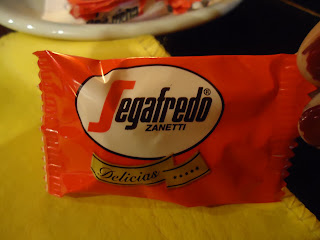 Segafredo®
ZANETTI
Delicias *****